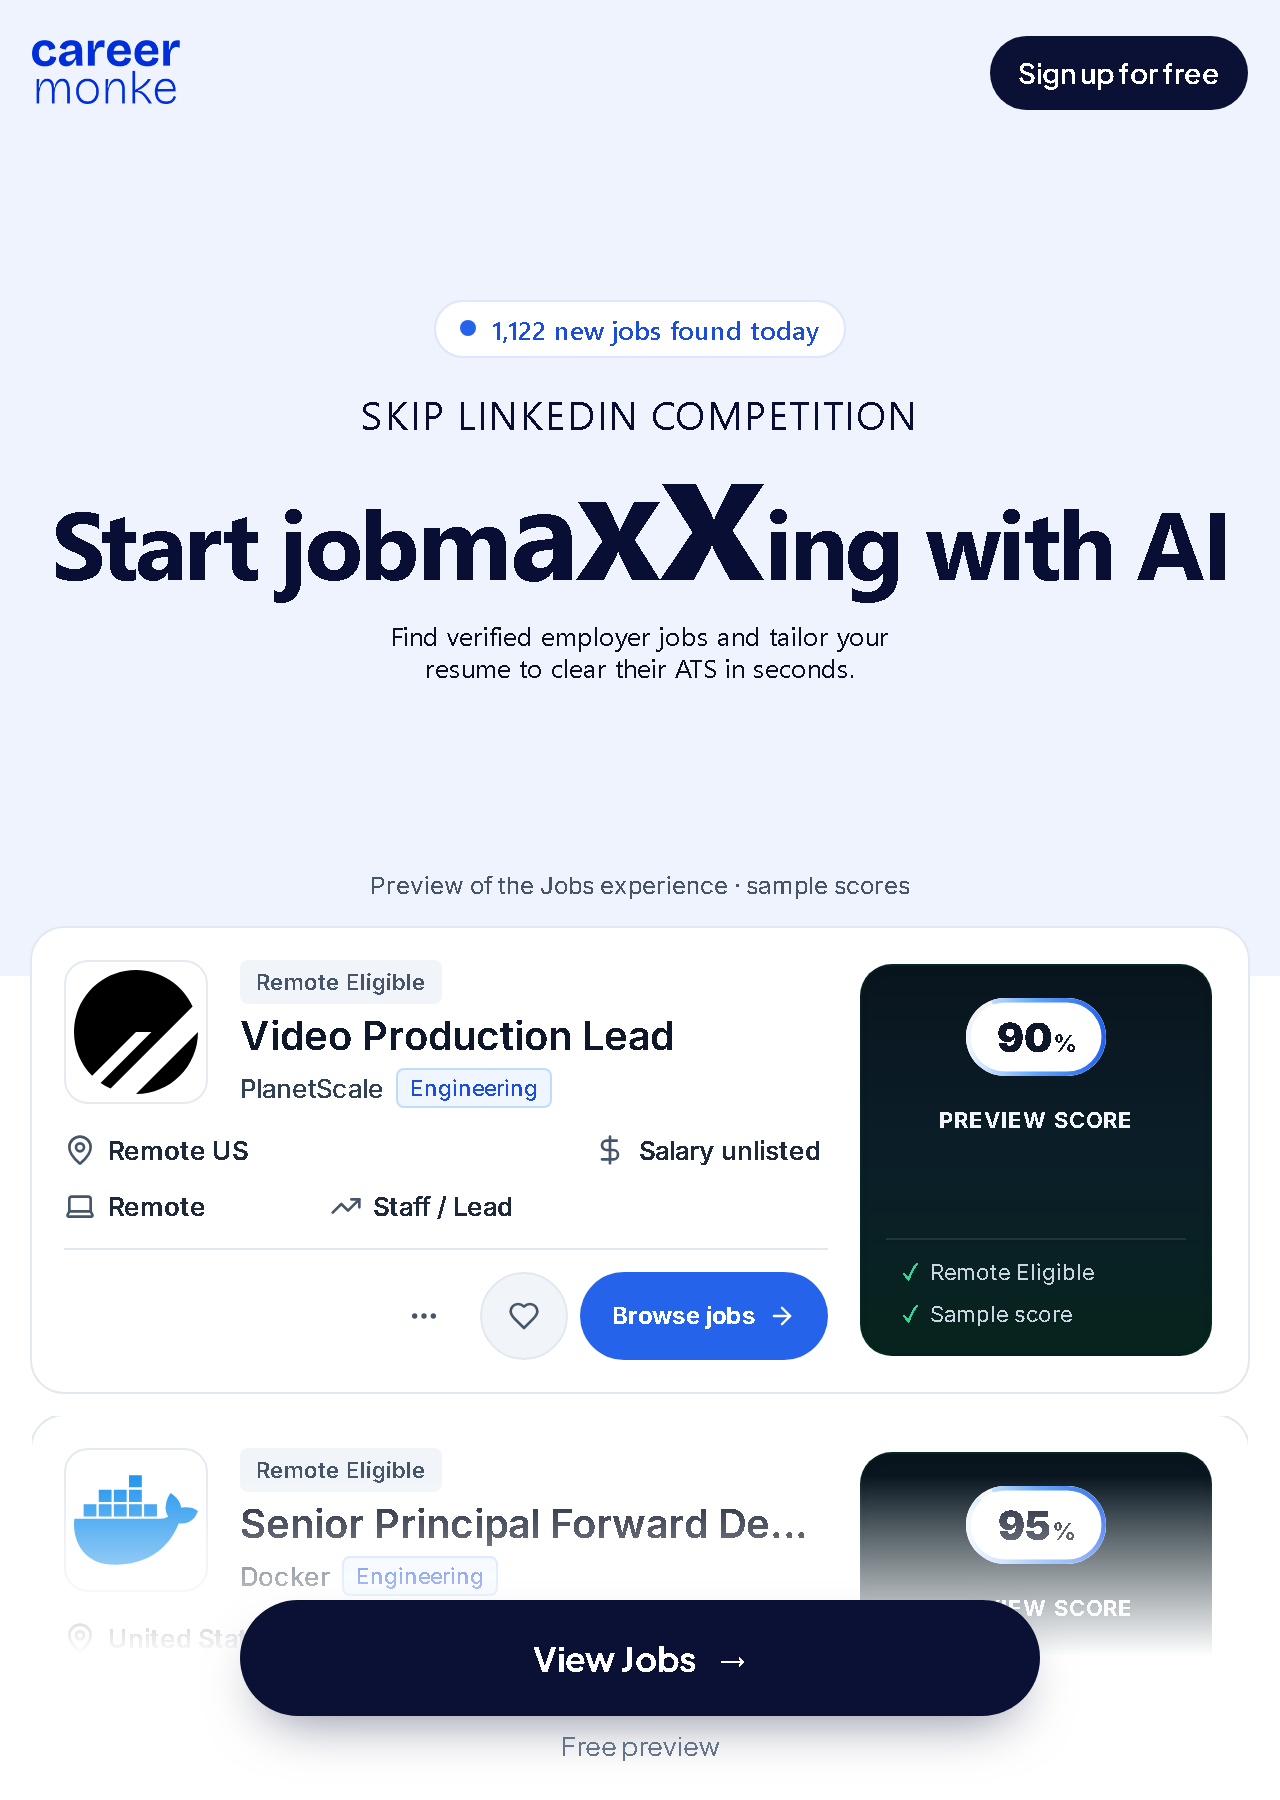 career
monke
Sign up for free
1,122 new jobs found today
SKIP LINKEDIN COMPETITION
Start jobmaxXing with AI
Find verified employer jobs and tailor your
resume to clear their ATS in seconds.
Preview of the Jobs experience · sample scores
Remote Eligible
Video Production Lead
PlanetScale Engineering
Remote US
Salary unlisted
Remote
Staff / Lead
Browse jobs →
90%
PREVIEW SCORE
✓ Remote Eligible
✓ Sample score
Remote Eligible
Senior Principal Forward De...
Docker Engineering
United Stat
95%
EW SCORE
View Jobs →
Free preview